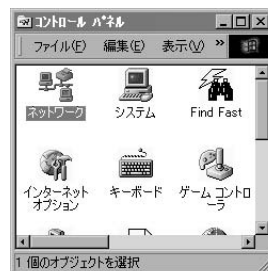 コントロール パネル
ファイル(F) 編集(E) 表示(V) »
ネットワーク
システム
Find Fast
インターネット
オプション
キーボード
ゲーム コントロ
ーラ
1 個のオブジェクトを選択